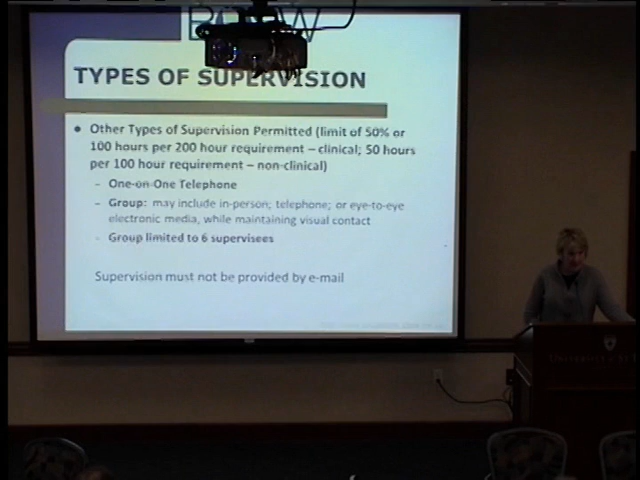 TYPES OF SUPERVISION
• Other Types of Supervision Permitted (limit of 50% or
100 hours per 200 hour requirement – clinical; 50 hours
per 100 hour requirement – non-clinical)
– One-on-One Telephone
– Group: may include in-person; telephone; or eye-to-eye
electronic media, while maintaining visual contact
– Group limited to 6 supervisees
Supervision must not be provided by e-mail